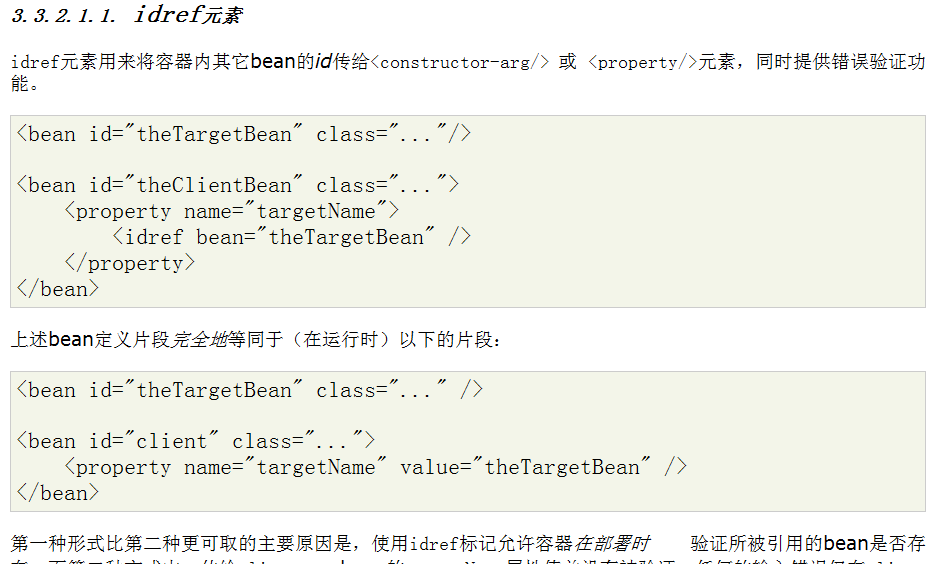 3.3.2.1.1. idref元素
idref元素用来将容器内其它bean的id传给<constructor-arg/> 或 <property/>元素，同时提供错误验证功
能。
<bean id="theTargetBean" class="..."/>
<bean id="theClientBean" class="...">
    <property name="targetName">
        <idref bean="theTargetBean" />
    </property>
</bean>
上述bean定义片段完全地等同于（在运行时）以下的片段：
<bean id="theTargetBean" class="..." />
<bean id="client" class="...">
    <property name="targetName" value="theTargetBean" />
</bean>
第一种形式比第二种更可取的主要原因是，使用idref标记允许容器在部署时 验证所被引用的bean是否存